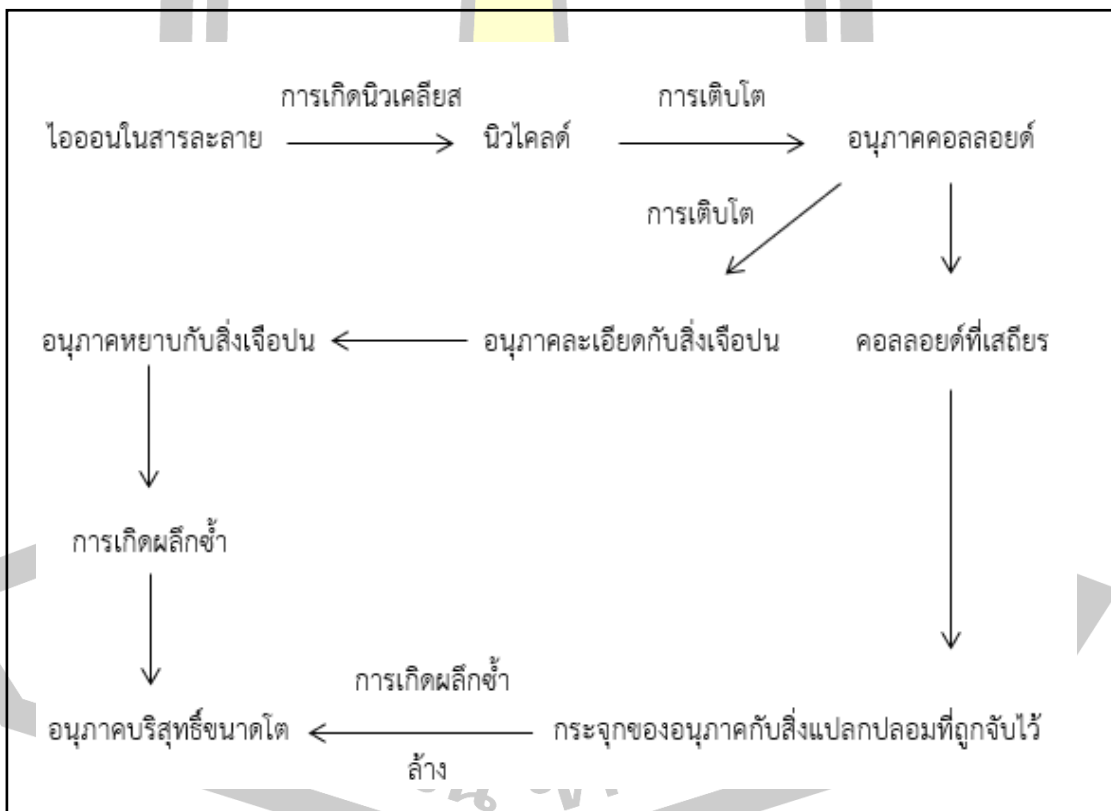 การเกิดนิวเคลียส
การเติบโต
ไอออนในสารละลาย
นิวไคลด์
อนุภาคคอลลอยด์
การเติบโต
อนุภาคหยาบกับสิ่งเจือปน
อนุภาคละเอียดกับสิ่งเจือปน
คอลลอยด์ที่เสถียร
การเกิดผลึกซ้ำ
การเกิดผลึกซ้ำ
อนุภาคบริสุทธิ์ขนาดโต
กระจุกของอนุภาคกับสิ่งแปลกปลอมที่ถูกจับไว้
ล้าง